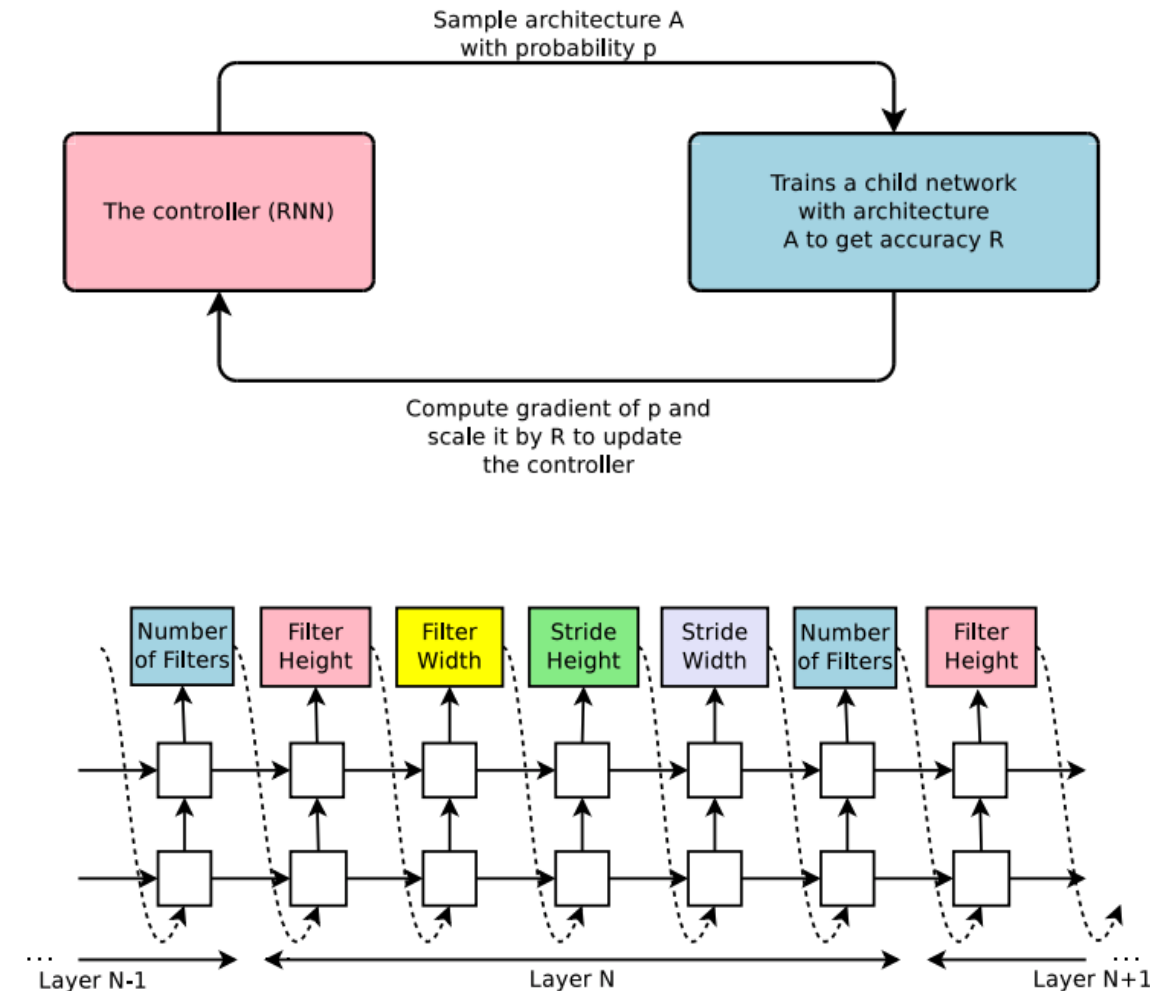 Sample architecture A
with probability p
The controller (RNN)
Trains a child network
with architecture
A to get accuracy R
Compute gradient of p and
scale it by R to update
the controller
Number
of Filters
Filter
Height
Filter
Width
Stride
Height
Stride
Width
Number
of Filters
Filter
Height
...
Layer N-1
Layer N
...
Layer N+1